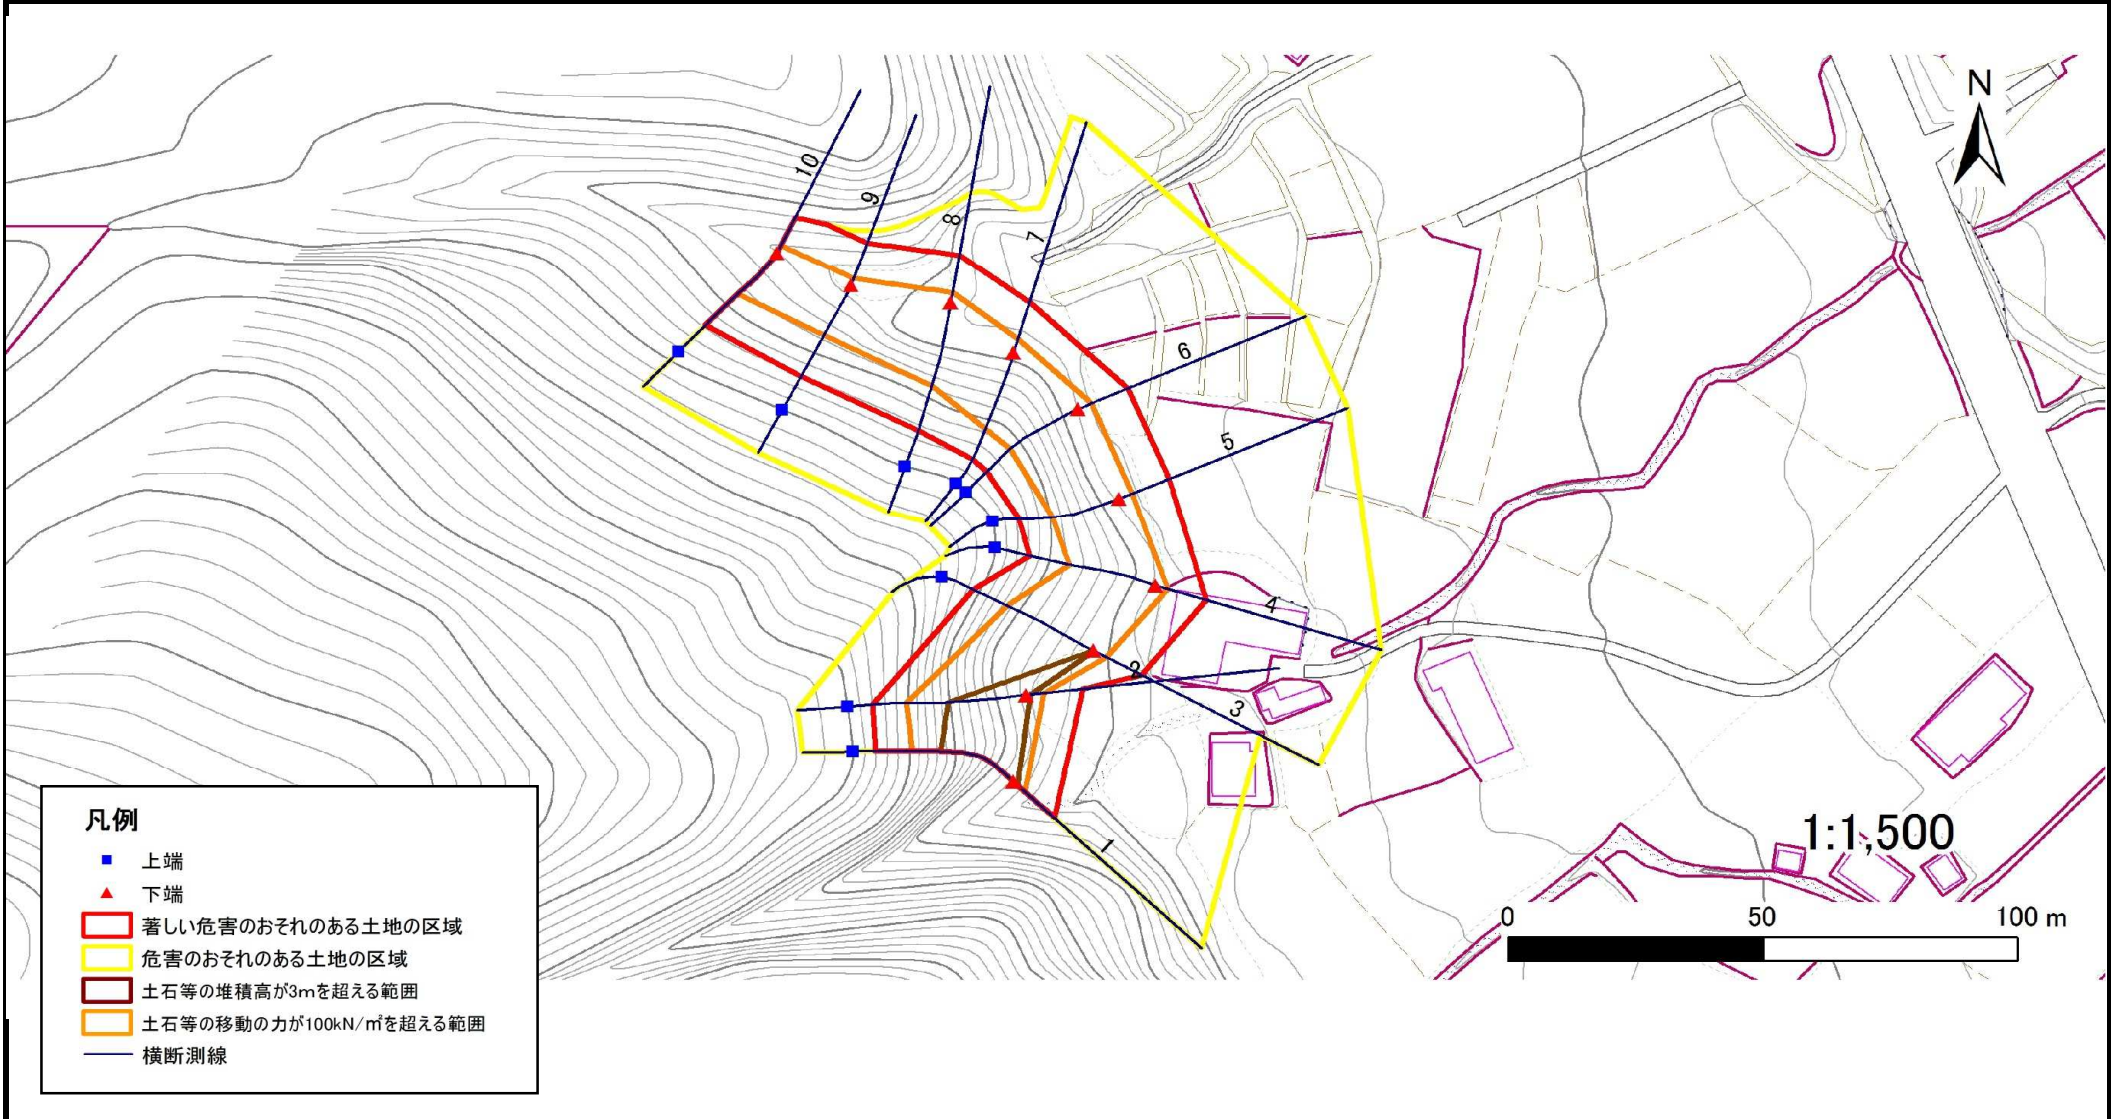 N
10
9
8
7
6
5
4
2
3
1
1:1,500
0 50 100 m
凡例
上端
下端
著しい危害のおそれのある土地の区域
危害のおそれのある土地の区域
土石等の堆積高が3mを超える範囲
土石等の移動の力が100kN/㎡を超える範囲
横断測線